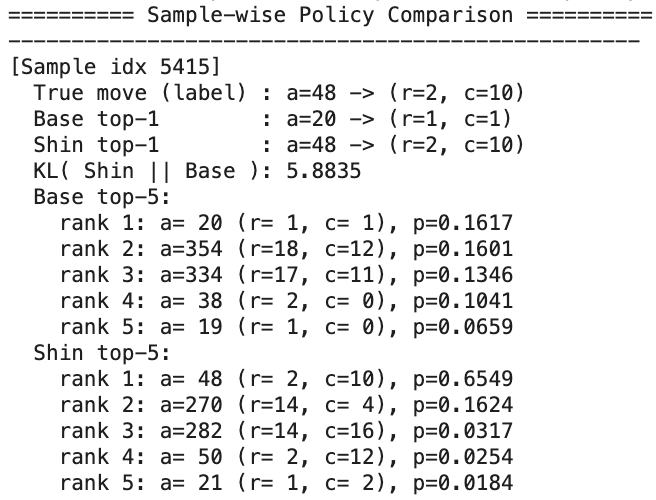 ========== Sample-wise Policy Comparison ==========
--------------------------------------------------
[Sample idx 5415]
  True move (label) : a=48 -> (r=2, c=10)
  Base top-1        : a=20 -> (r=1, c=1)
  Shin top-1        : a=48 -> (r=2, c=10)
  KL( Shin || Base ): 5.8835
  Base top-5:
    rank 1: a= 20 (r= 1, c= 1), p=0.1617
    rank 2: a=354 (r=18, c=12), p=0.1601
    rank 3: a=334 (r=17, c=11), p=0.1346
    rank 4: a= 38 (r= 2, c= 0), p=0.1041
    rank 5: a= 19 (r= 1, c= 0), p=0.0659
  Shin top-5:
    rank 1: a= 48 (r= 2, c=10), p=0.6549
    rank 2: a=270 (r=14, c= 4), p=0.1624
    rank 3: a=282 (r=14, c=16), p=0.0317
    rank 4: a= 50 (r= 2, c=12), p=0.0254
    rank 5: a= 21 (r= 1, c= 2), p=0.0184